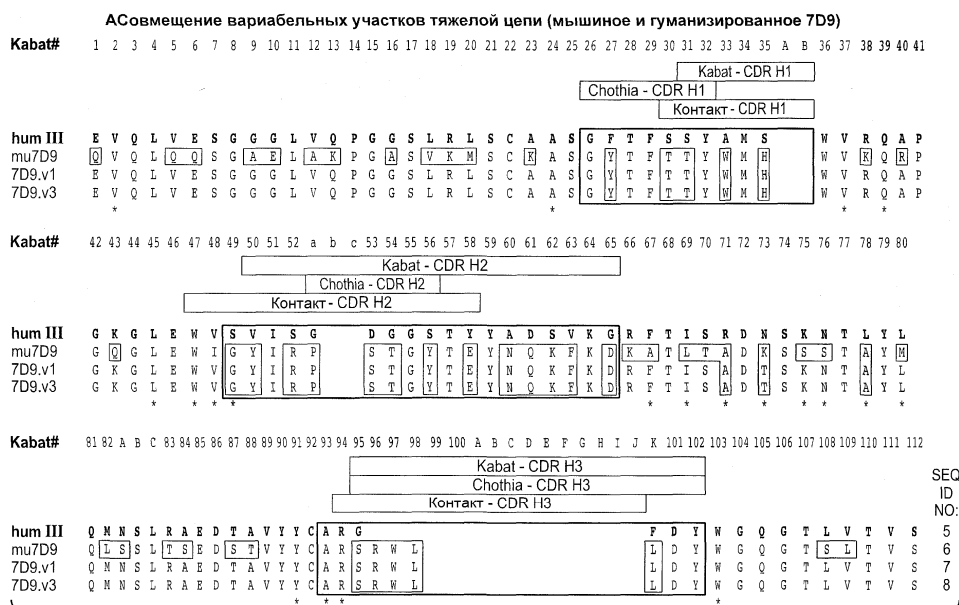 АСовмещение вариабельных участков тяжелой цепи (мышиное и гуманизированное 7D9)
Kabat# 1 2 3 4 5 6 7 8 9 10 11 12 13 14 15 16 17 18 19 20 21 22 23 24 25 26 27 28 29 30 31 32 33 34 35 A B 36 37 38 39 40 41
Kabat - CDR H1
Chothia - CDR H1
Контакт - CDR H1
hum III E V Q L V E S G G G L V Q P G G S L R L S C A A S G F T F S S Y A M S W V R Q A P
mu7D9 Q V Q L Q Q S G A E L A K P G A S V K M S C K A S G Y T F T T Y W M H W V K Q R P
7D9.v1 E V Q L V E S G G G L V Q P G G S L R L S C A A S G Y T F T T Y W M H W V R Q A P
7D9.v3 E V Q L V E S G G G L V Q P G G S L R L S C A A S G Y T F T T Y W M H W V R Q A P
* * * *
Kabat# 42 43 44 45 46 47 48 49 50 51 52 a b c 53 54 55 56 57 58 59 60 61 62 63 64 65 66 67 68 69 70 71 72 73 74 75 76 77 78 79 80
Kabat - CDR H2
Chothia - CDR H2
Контакт - CDR H2
hum III G K G L E W V S V I S G D G G S T Y Y A D S V K G R F T I S R D N S K N T L Y L
mu7D9 G Q G L E W I G Y I R P S T G Y T E Y N Q K F K D K A T L T A D K S S S T A Y M
7D9.v1 G K G L E W V G Y I R P S T G Y T E Y N Q K F K D R F T I S A D T S K N T A Y L
7D9.v3 G K G L E W V G Y I R P S T G Y T E Y N Q K F K D R F T I S A D T S K N T A Y L
* * * * * * * * * * *
Kabat# 81 82 A B C 83 84 85 86 87 88 89 90 91 92 93 94 95 96 97 98 99 100 A B C D E F G H I J K 101 102 103 104 105 106 107 108 109 110 111 112
Kabat - CDR H3
Chothia - CDR H3
Контакт - CDR H3
SEQ
ID
NO:
hum III Q M N S L R A E D T A V Y Y C A R G F D Y W G Q G T L V T V S 5
mu7D9 Q L S S L T S E D S T V Y Y C A R S R W L L D Y W G Q G T S L T V S 6
7D9.v1 Q M N S L R A E D T A V Y Y C A R S R W L L D Y W G Q G T L V T V S 7
7D9.v3 Q M N S L R A E D T A V Y Y C A R S R W L L D Y W G Q G T L V T V S 8
* * * *